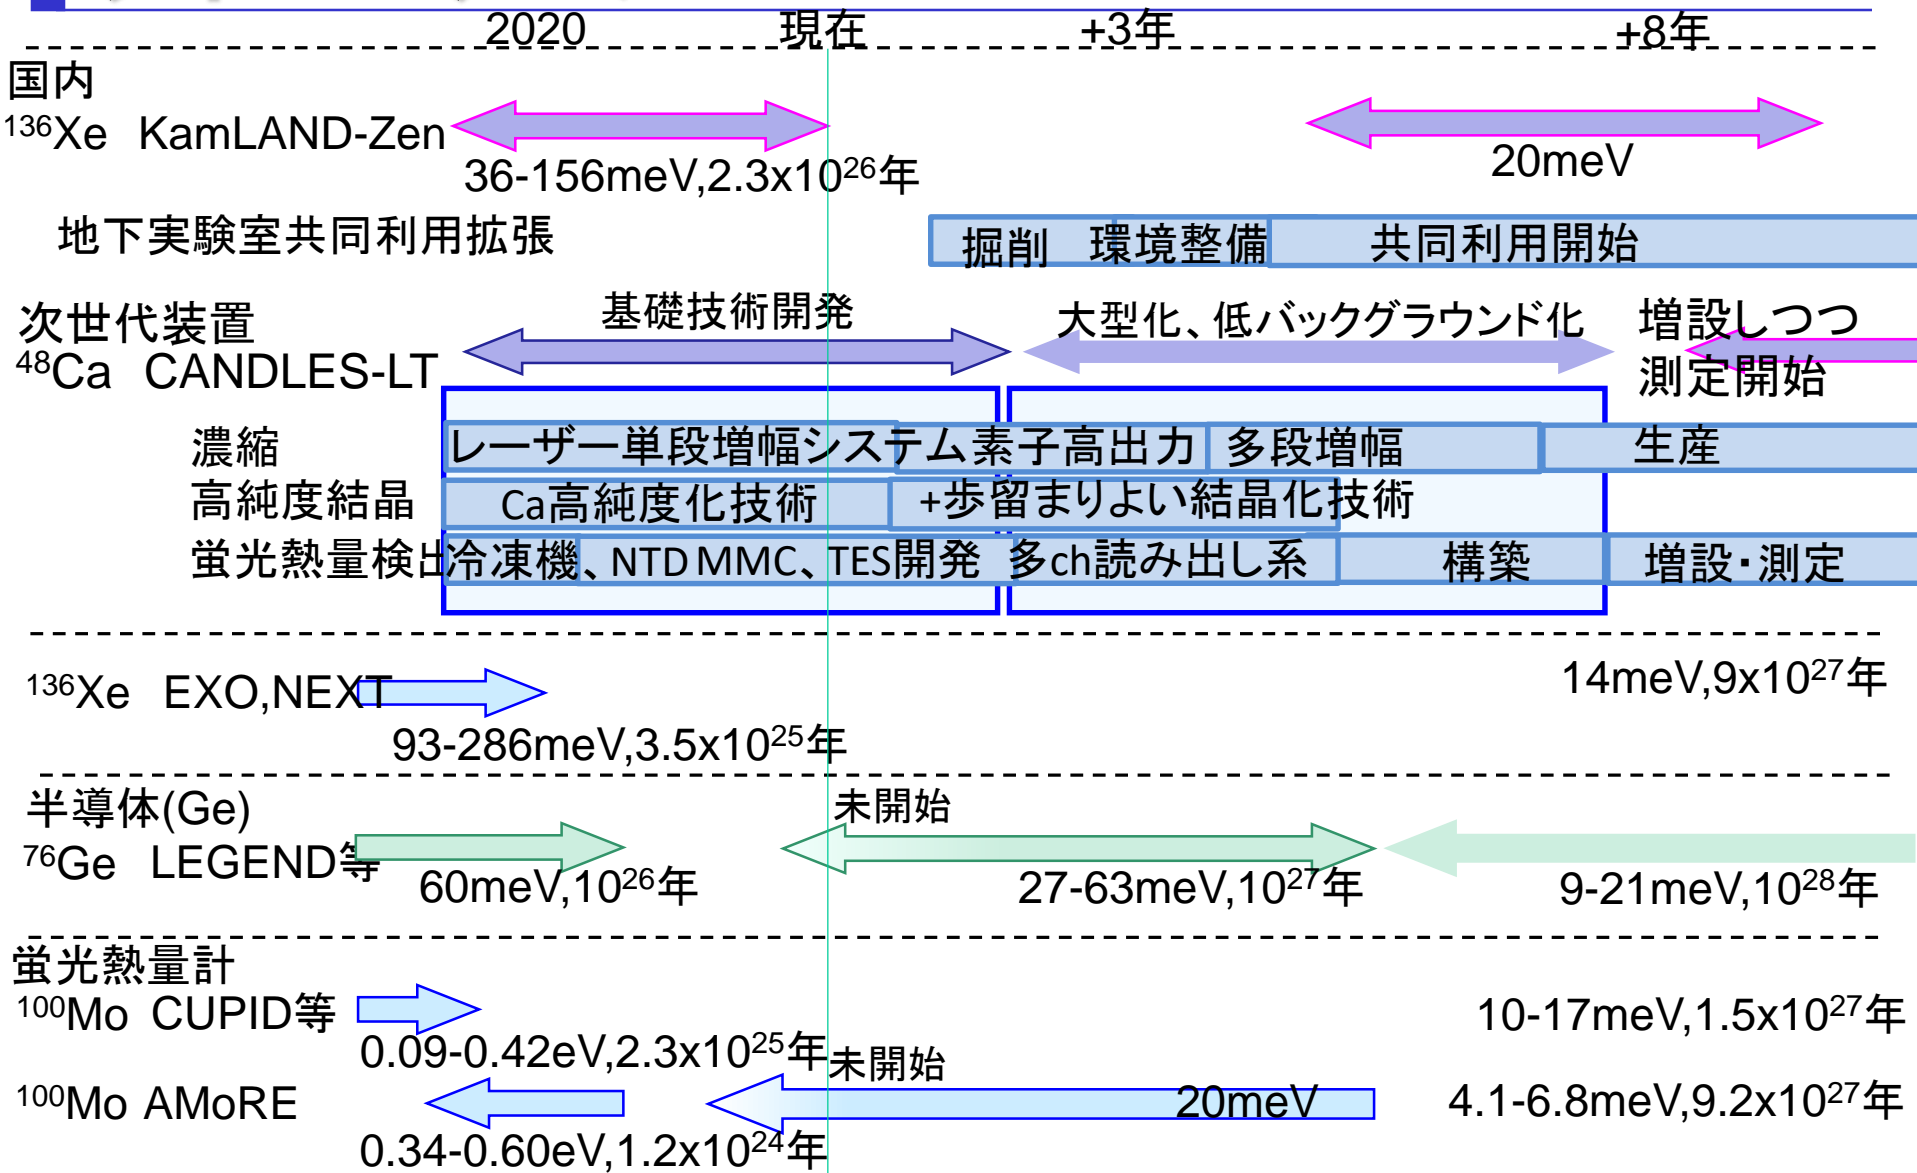 2020 現在 +3年 +8年
国内
¹³⁶Xe KamLAND-Zen
36-156meV,2.3x10²⁶年
20meV
地下実験室共同利用拡張
掘削 環境整備 共同利用開始
次世代装置
⁴⁸Ca CANDLES-LT
基礎技術開発
大型化、低バックグラウンド化
増設しつつ
測定開始
濃縮
レーザー単段増幅システム素子高出力 多段増幅 生産
高純度結晶
Ca高純度化技術 +歩留まりよい結晶化技術
蛍光熱量検出
冷凍機、NTD MMC、TES開発 多ch読み出し系 構築 増設・測定
¹³⁶Xe EXO,NEXT
93-286meV,3.5x10²⁵年
14meV,9x10²⁷年
半導体(Ge)
⁷⁶Ge LEGEND等
60meV,10²⁶年
未開始
27-63meV,10²⁷年
9-21meV,10²⁸年
蛍光熱量計
¹⁰⁰Mo CUPID等
0.09-0.42eV,2.3x10²⁵年
10-17meV,1.5x10²⁷年
¹⁰⁰Mo AMoRE
0.34-0.60eV,1.2x10²⁴年
未開始
20meV
4.1-6.8meV,9.2x10²⁷年